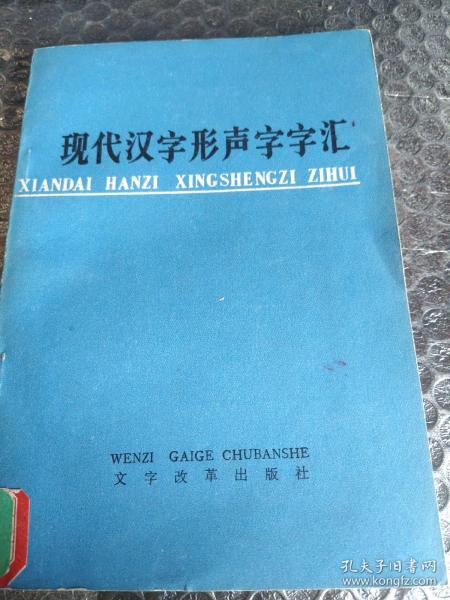 现代汉字形声字字汇
XIANDAI HANZI XINGSHENGZI ZIHUI
WENZI GAIGE CHUBANSHE
文字改革出版社
孔夫子旧书网
www.kongfz.com